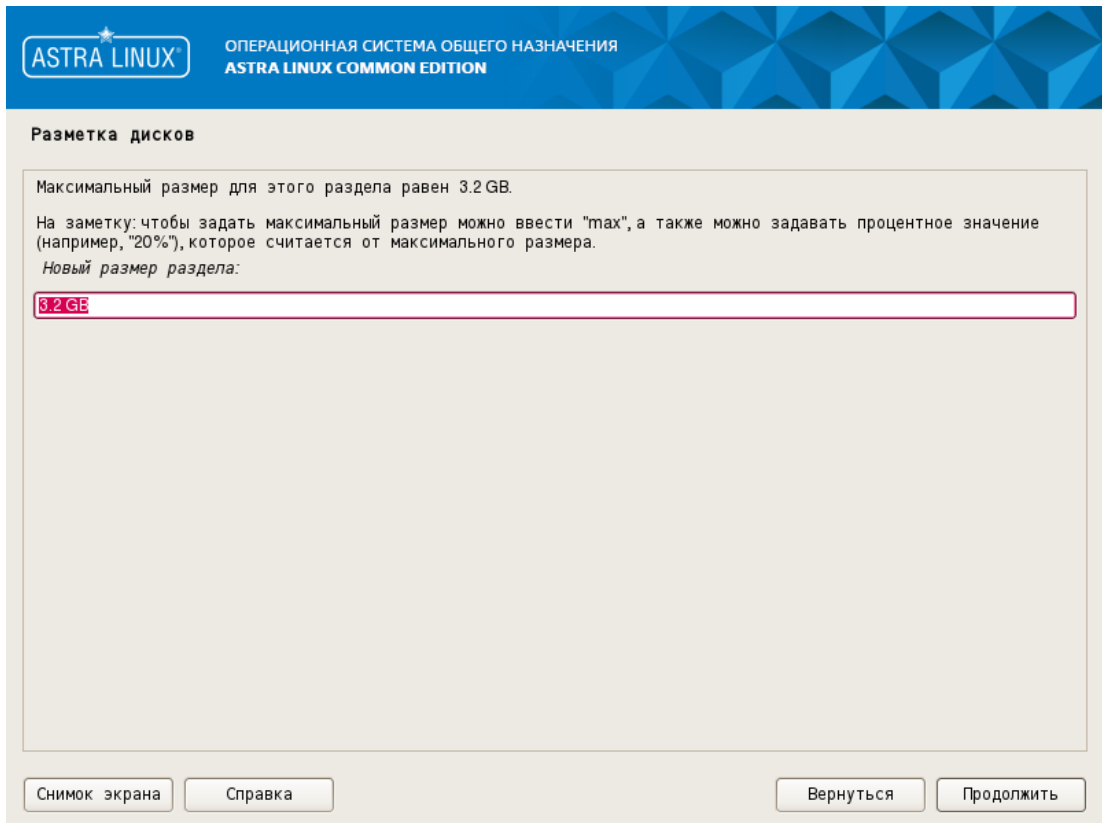 ASTRA LINUX®
ОПЕРАЦИОННАЯ СИСТЕМА ОБЩЕГО НАЗНАЧЕНИЯ
ASTRA LINUX COMMON EDITION
Разметка дисков
Максимальный размер для этого раздела равен 3.2 GB.
На заметку: чтобы задать максимальный размер можно ввести "max", а также можно задавать процентное значение
(например, "20%"), которое считается от максимального размера.
Новый размер раздела:
3.2 GB
Снимок экрана
Справка
Вернуться
Продолжить